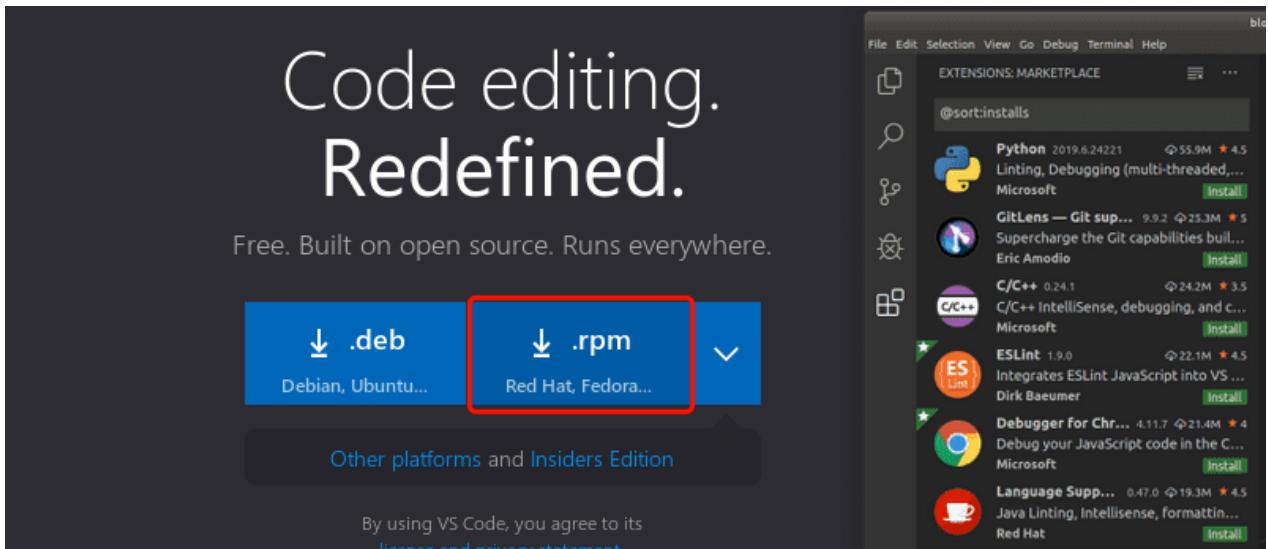 Code editing.
Redefined.
Free. Built on open source. Runs everywhere.
.deb
Debian, Ubuntu...
.rpm
Red Hat, Fedora...
Other platforms and Insiders Edition
By using VS Code, you agree to its
license and privacy statement
File Edit Selection View Go Debug Terminal Help
EXTENSIONS: MARKETPLACE
@sort:installs
Python 2019.6.24221 55.9M ★ 4.5
Linting, Debugging (multi-threaded,...
Microsoft Install
GitLens — Git sup... 9.9.2 25.3M ★ 5
Supercharge the Git capabilities buil...
Eric Amodio Install
C/C++ 0.24.1 24.2M ★ 3.5
C/C++ C/C++ IntelliSense, debugging, and c...
Microsoft Install
ESLint 1.9.0 22.1M ★ 4.5
ES Lint Integrates ESLint JavaScript into VS ...
Dirk Baeumer Install
Debugger for Chr... 4.11.7 21.4M ★ 4
Debug your JavaScript code in the C...
Microsoft Install
Language Supp... 0.47.0 19.3M ★ 4.5
Java Linting, Intellisense, formattin...
Red Hat Install